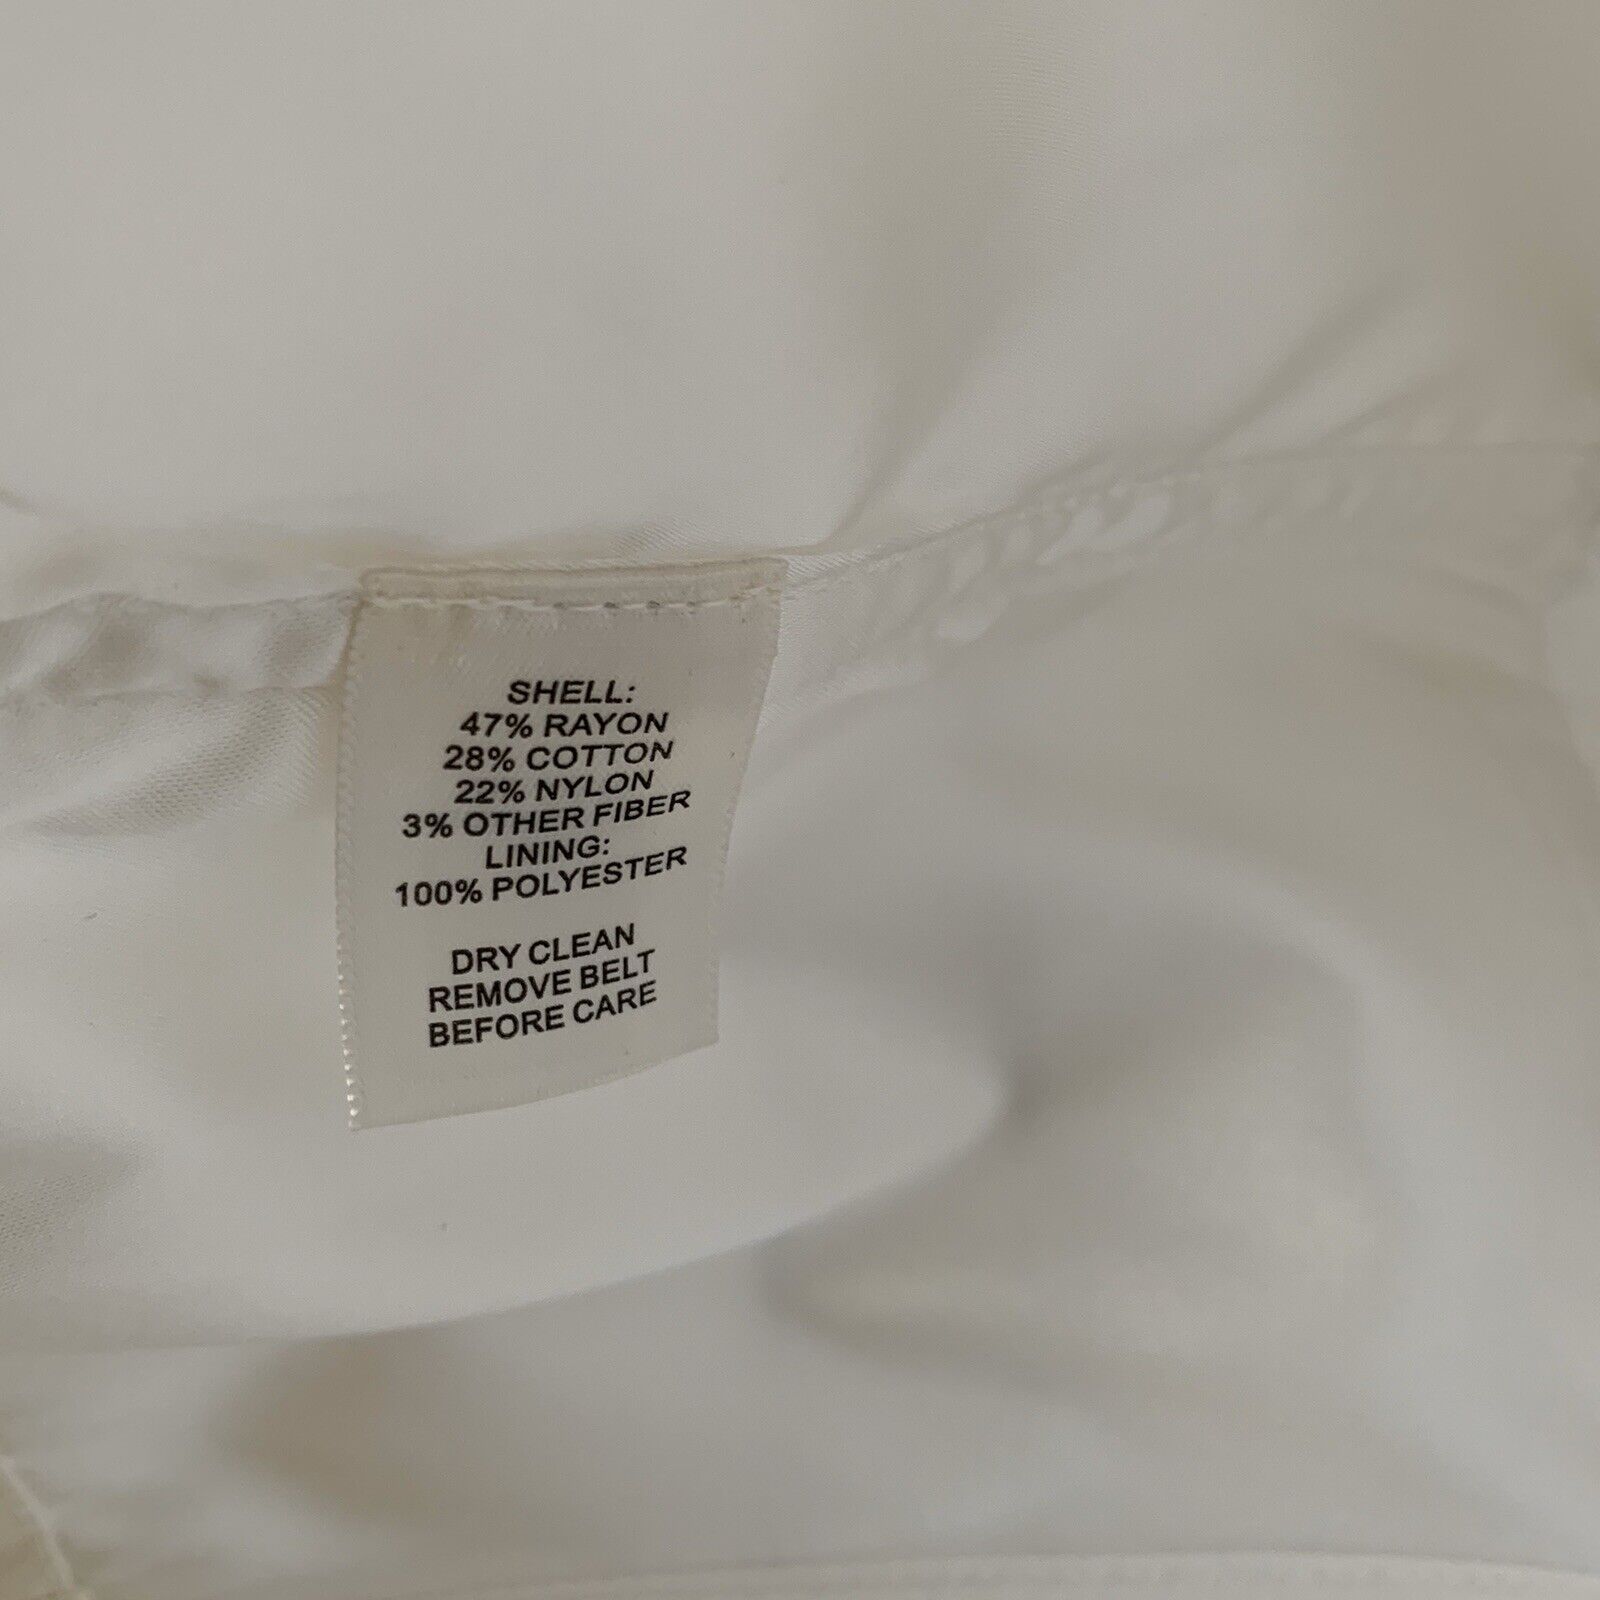 SHELL:
47% RAYON
28% COTTON
22% NYLON
3% OTHER FIBER
LINING:
100% POLYESTER
DRY CLEAN
REMOVE BELT
BEFORE CARE